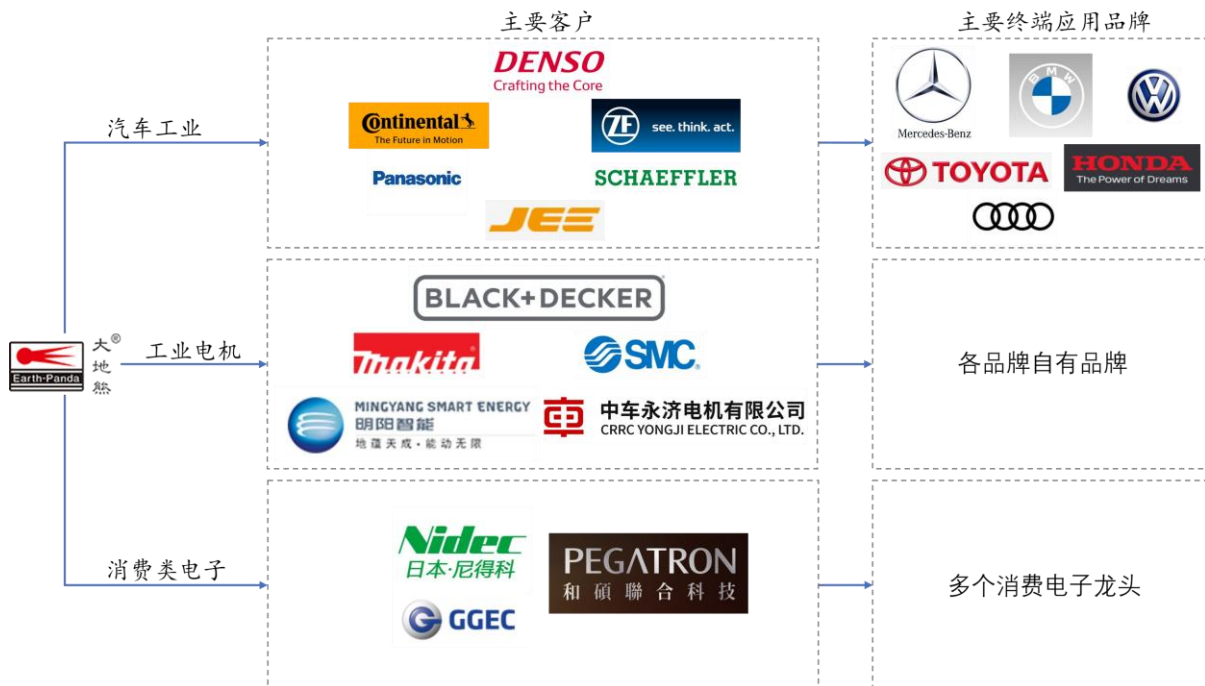 主要客户
主要终端应用品牌
DENSO
Crafting the Core
Continental
The Future in Motion
ZF see. think. act.
Panasonic
SCHAEFFLER
JEE
汽车工业
Mercedes-Benz
BMW
VW
TOYOTA
HONDA
The Power of Dreams
Earth-Panda
大地熊®
工业电机
BLACK+DECKER
makita®
SMC®
MINGYANG SMART ENERGY
明阳智能
地蕴天成·能动无限
中车永济电机有限公司
CRRC YONGJI ELECTRIC CO., LTD.
各品牌自有品牌
消费类电子
Nidec
日本·尼得科
PEGATRON
和碩聯合科技
GGEC
多个消费电子龙头